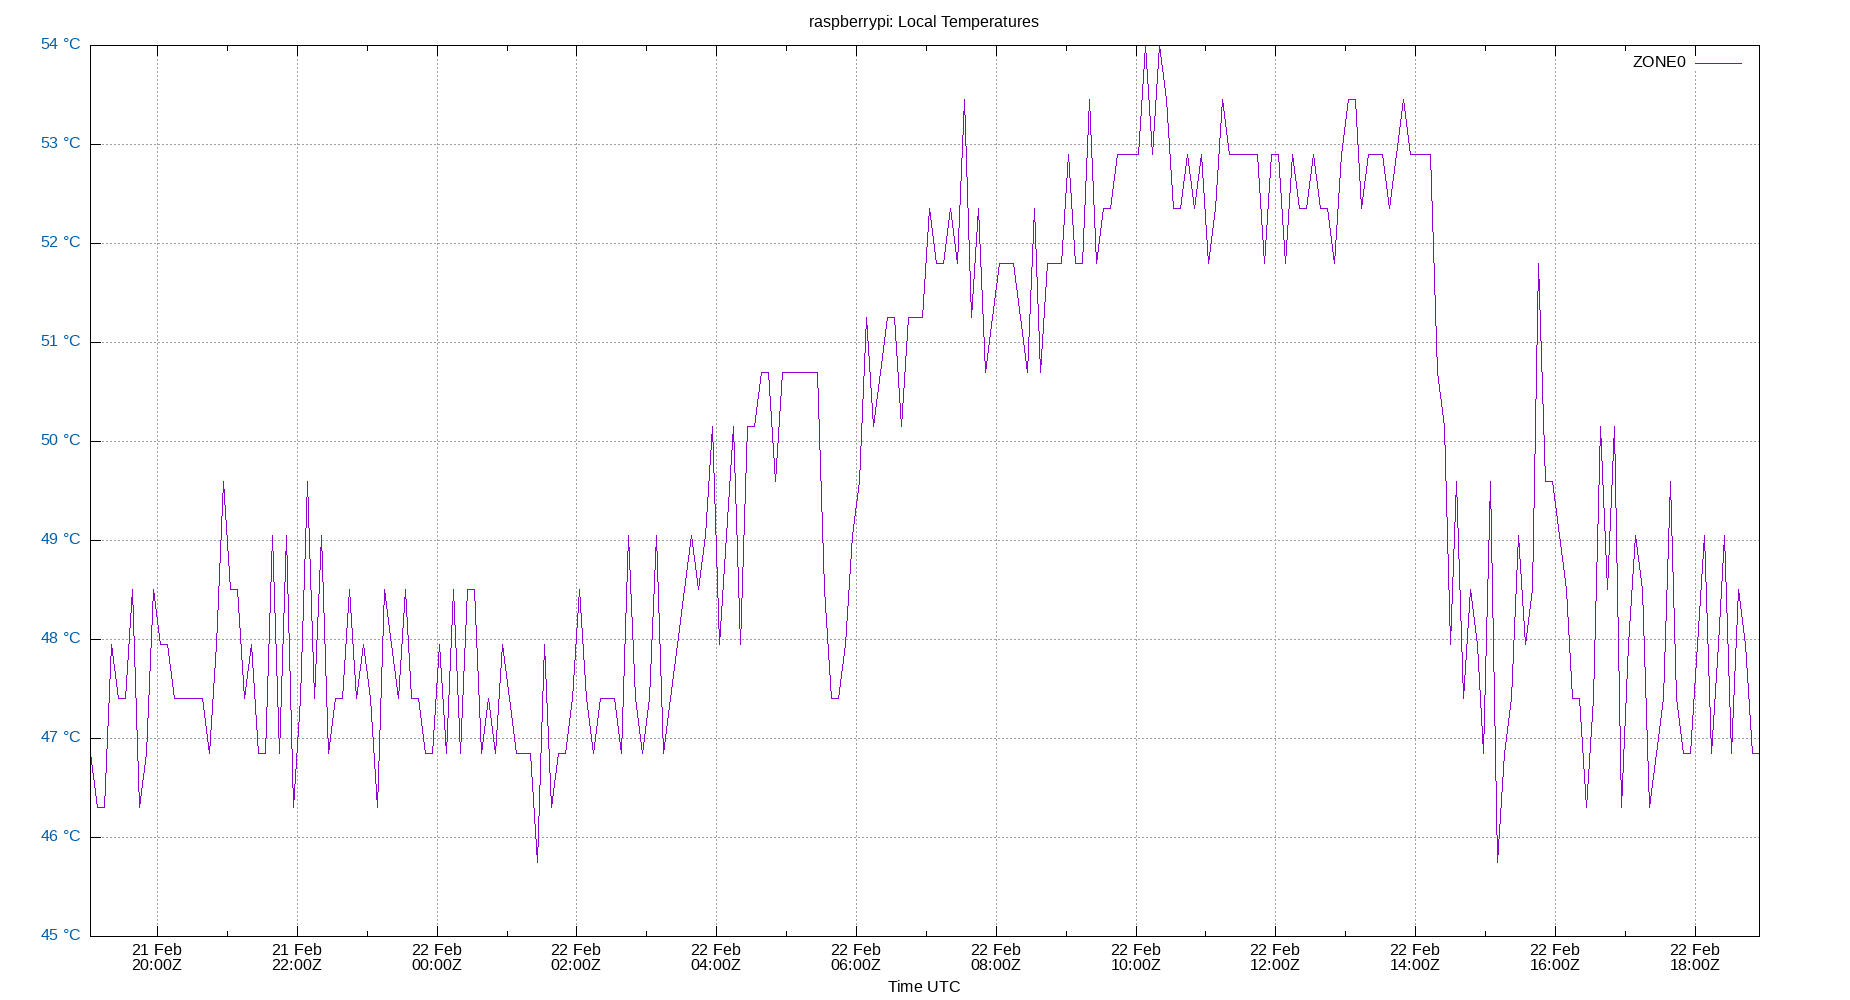 raspberrypi: Local Temperatures
ZONE0
54 °C
53 °C
52 °C
51 °C
50 °C
49 °C
48 °C
47 °C
46 °C
45 °C
21 Feb 21 Feb 22 Feb 22 Feb 22 Feb 22 Feb 22 Feb 22 Feb 22 Feb 22 Feb 22 Feb 22 Feb
20:00Z 22:00Z 00:00Z 02:00Z 04:00Z 06:00Z 08:00Z 10:00Z 12:00Z 14:00Z 16:00Z 18:00Z
Time UTC